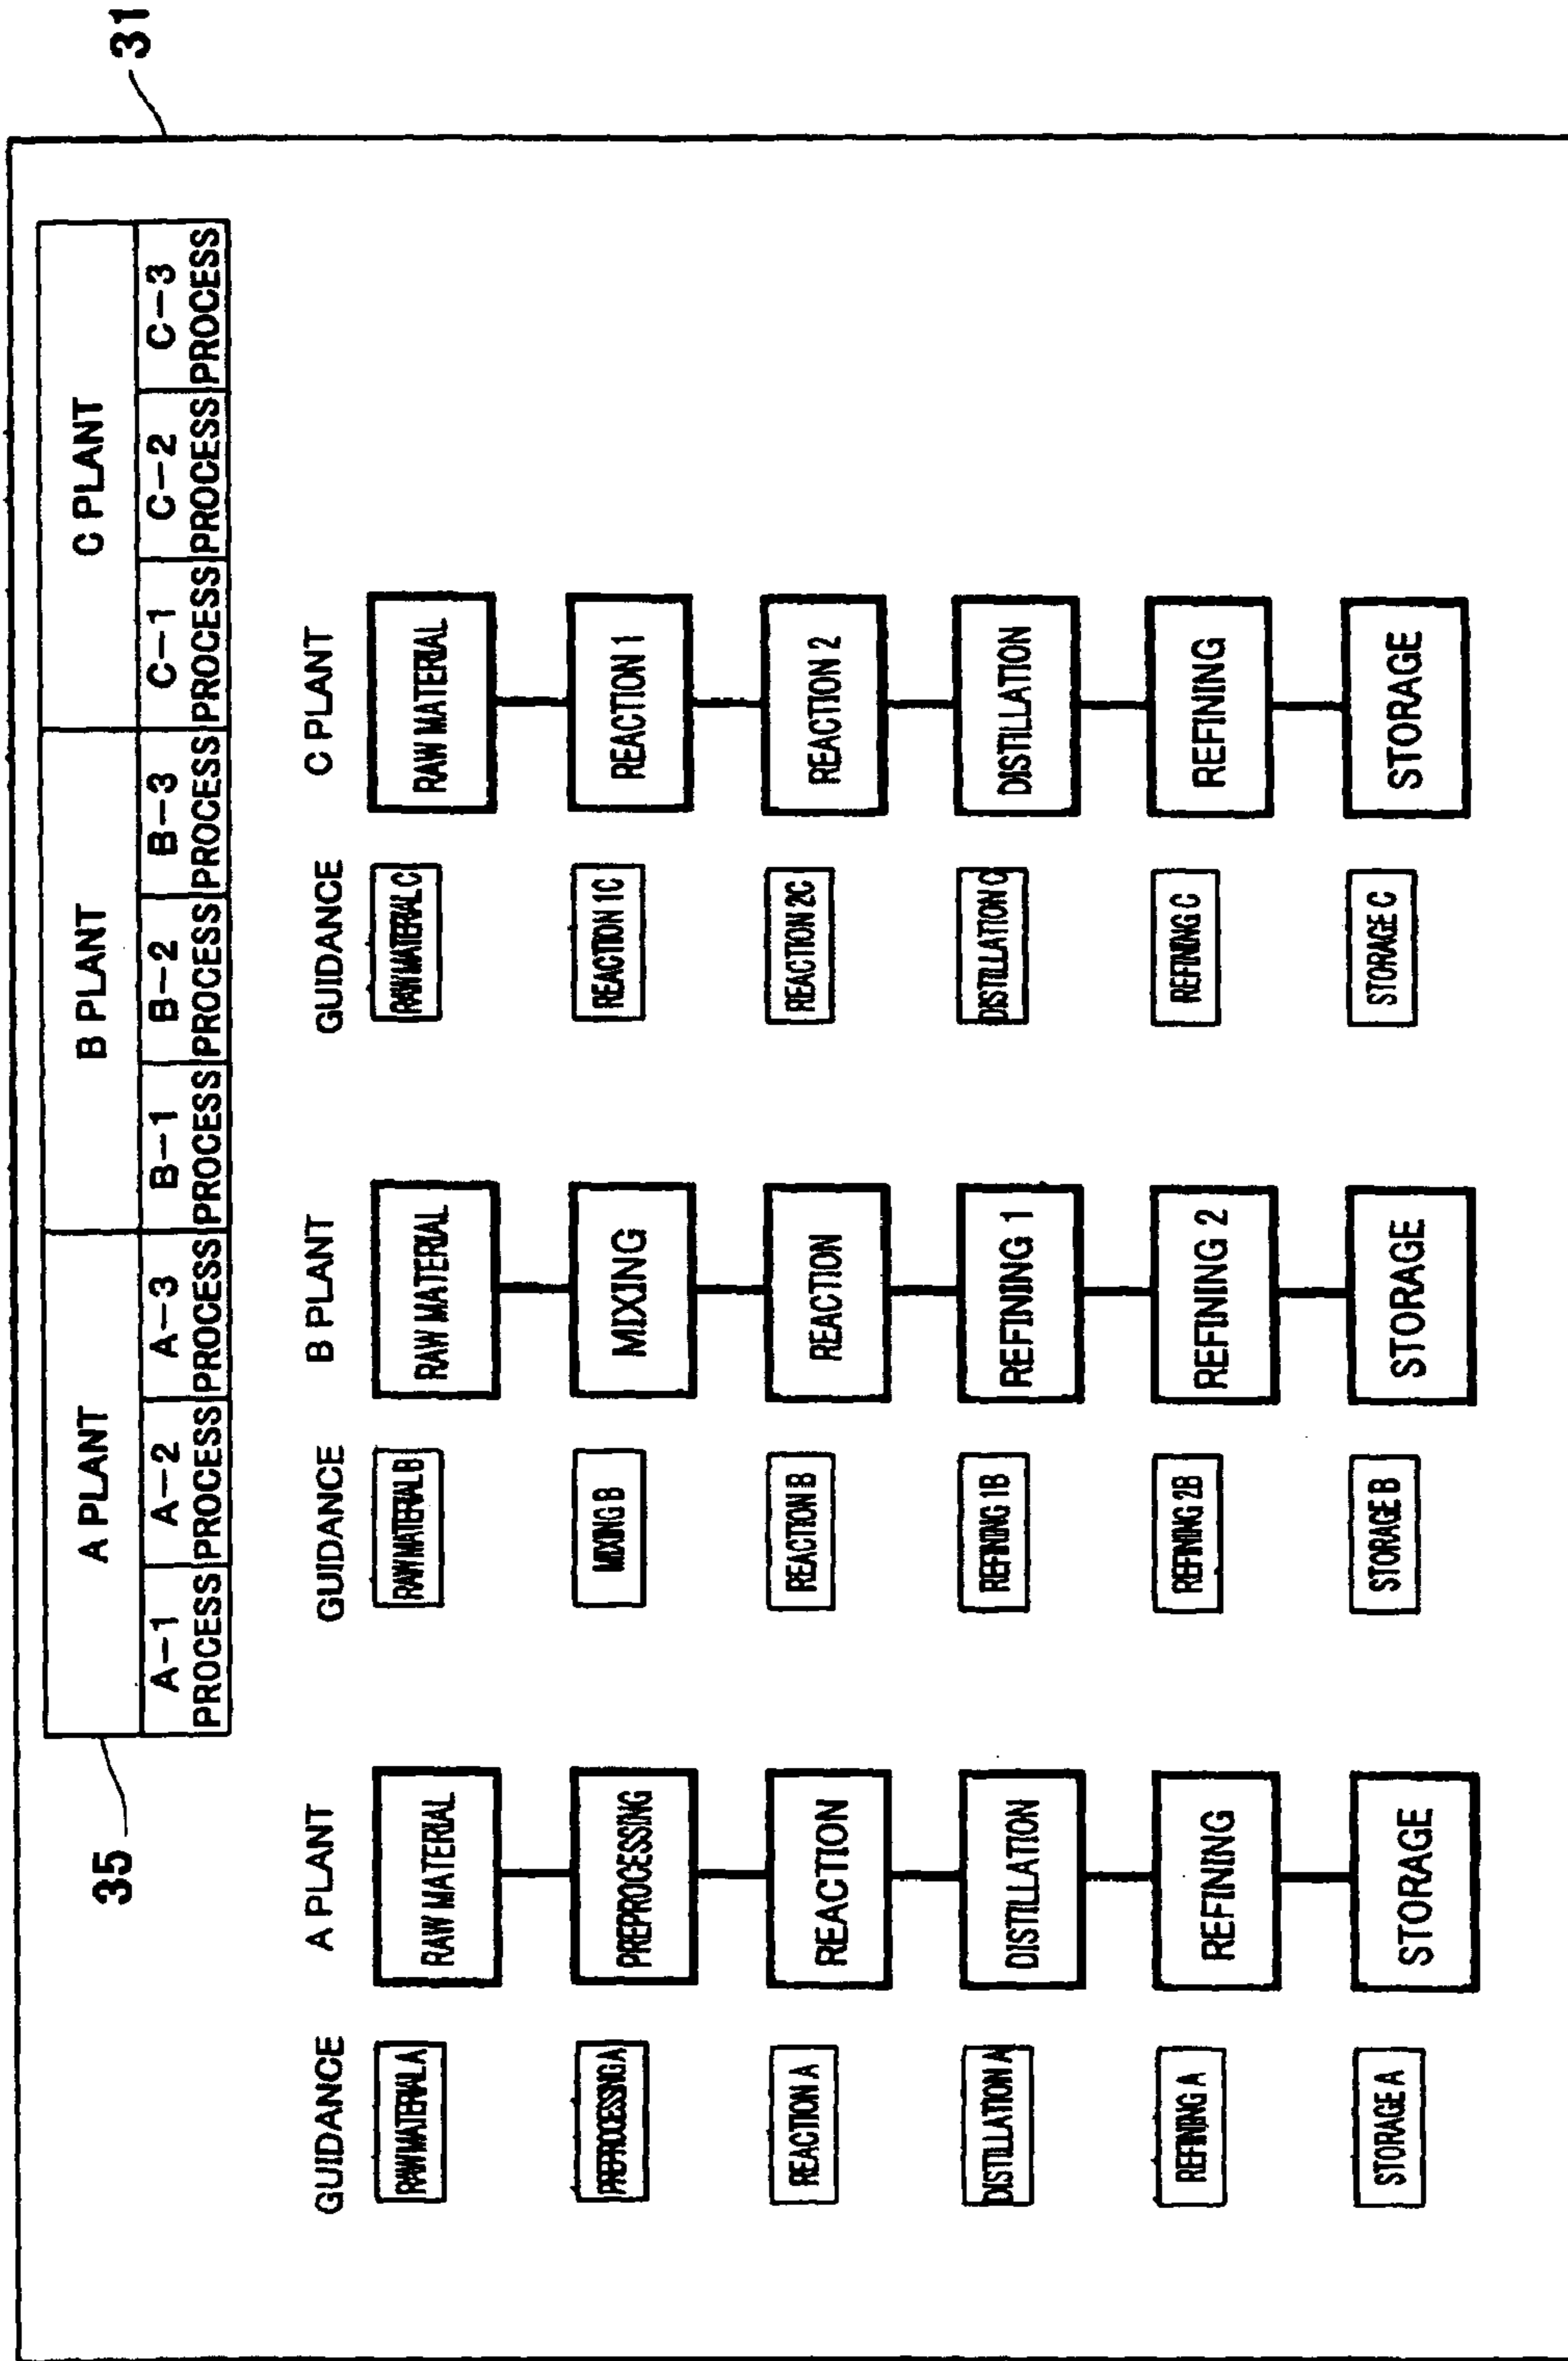 31
35
A PLANT B PLANT C PLANT
A-1 A-2 A-3 B-1 B-2 B-3 C-1 C-2 C-3
PROCESS PROCESS PROCESS PROCESS PROCESS PROCESS PROCESS PROCESS PROCESS
GUIDANCE A PLANT GUIDANCE B PLANT GUIDANCE C PLANT
RAW MATERIAL A RAW MATERIAL RAW MATERIAL B RAW MATERIAL RAW MATERIAL C RAW MATERIAL
PREPROCESSING A PREPROCESSING MIXING B MIXING REACTION 1C REACTION 1
REACTION A REACTION REACTION B REACTION REACTION 2C REACTION 2
DISTILLATION A DISTILLATION REFINING 1B REFINING 1 DISTILLATION C DISTILLATION
REFINING A REFINING REFINING 2B REFINING 2 REFINING C REFINING
STORAGE A STORAGE STORAGE B STORAGE STORAGE C STORAGE